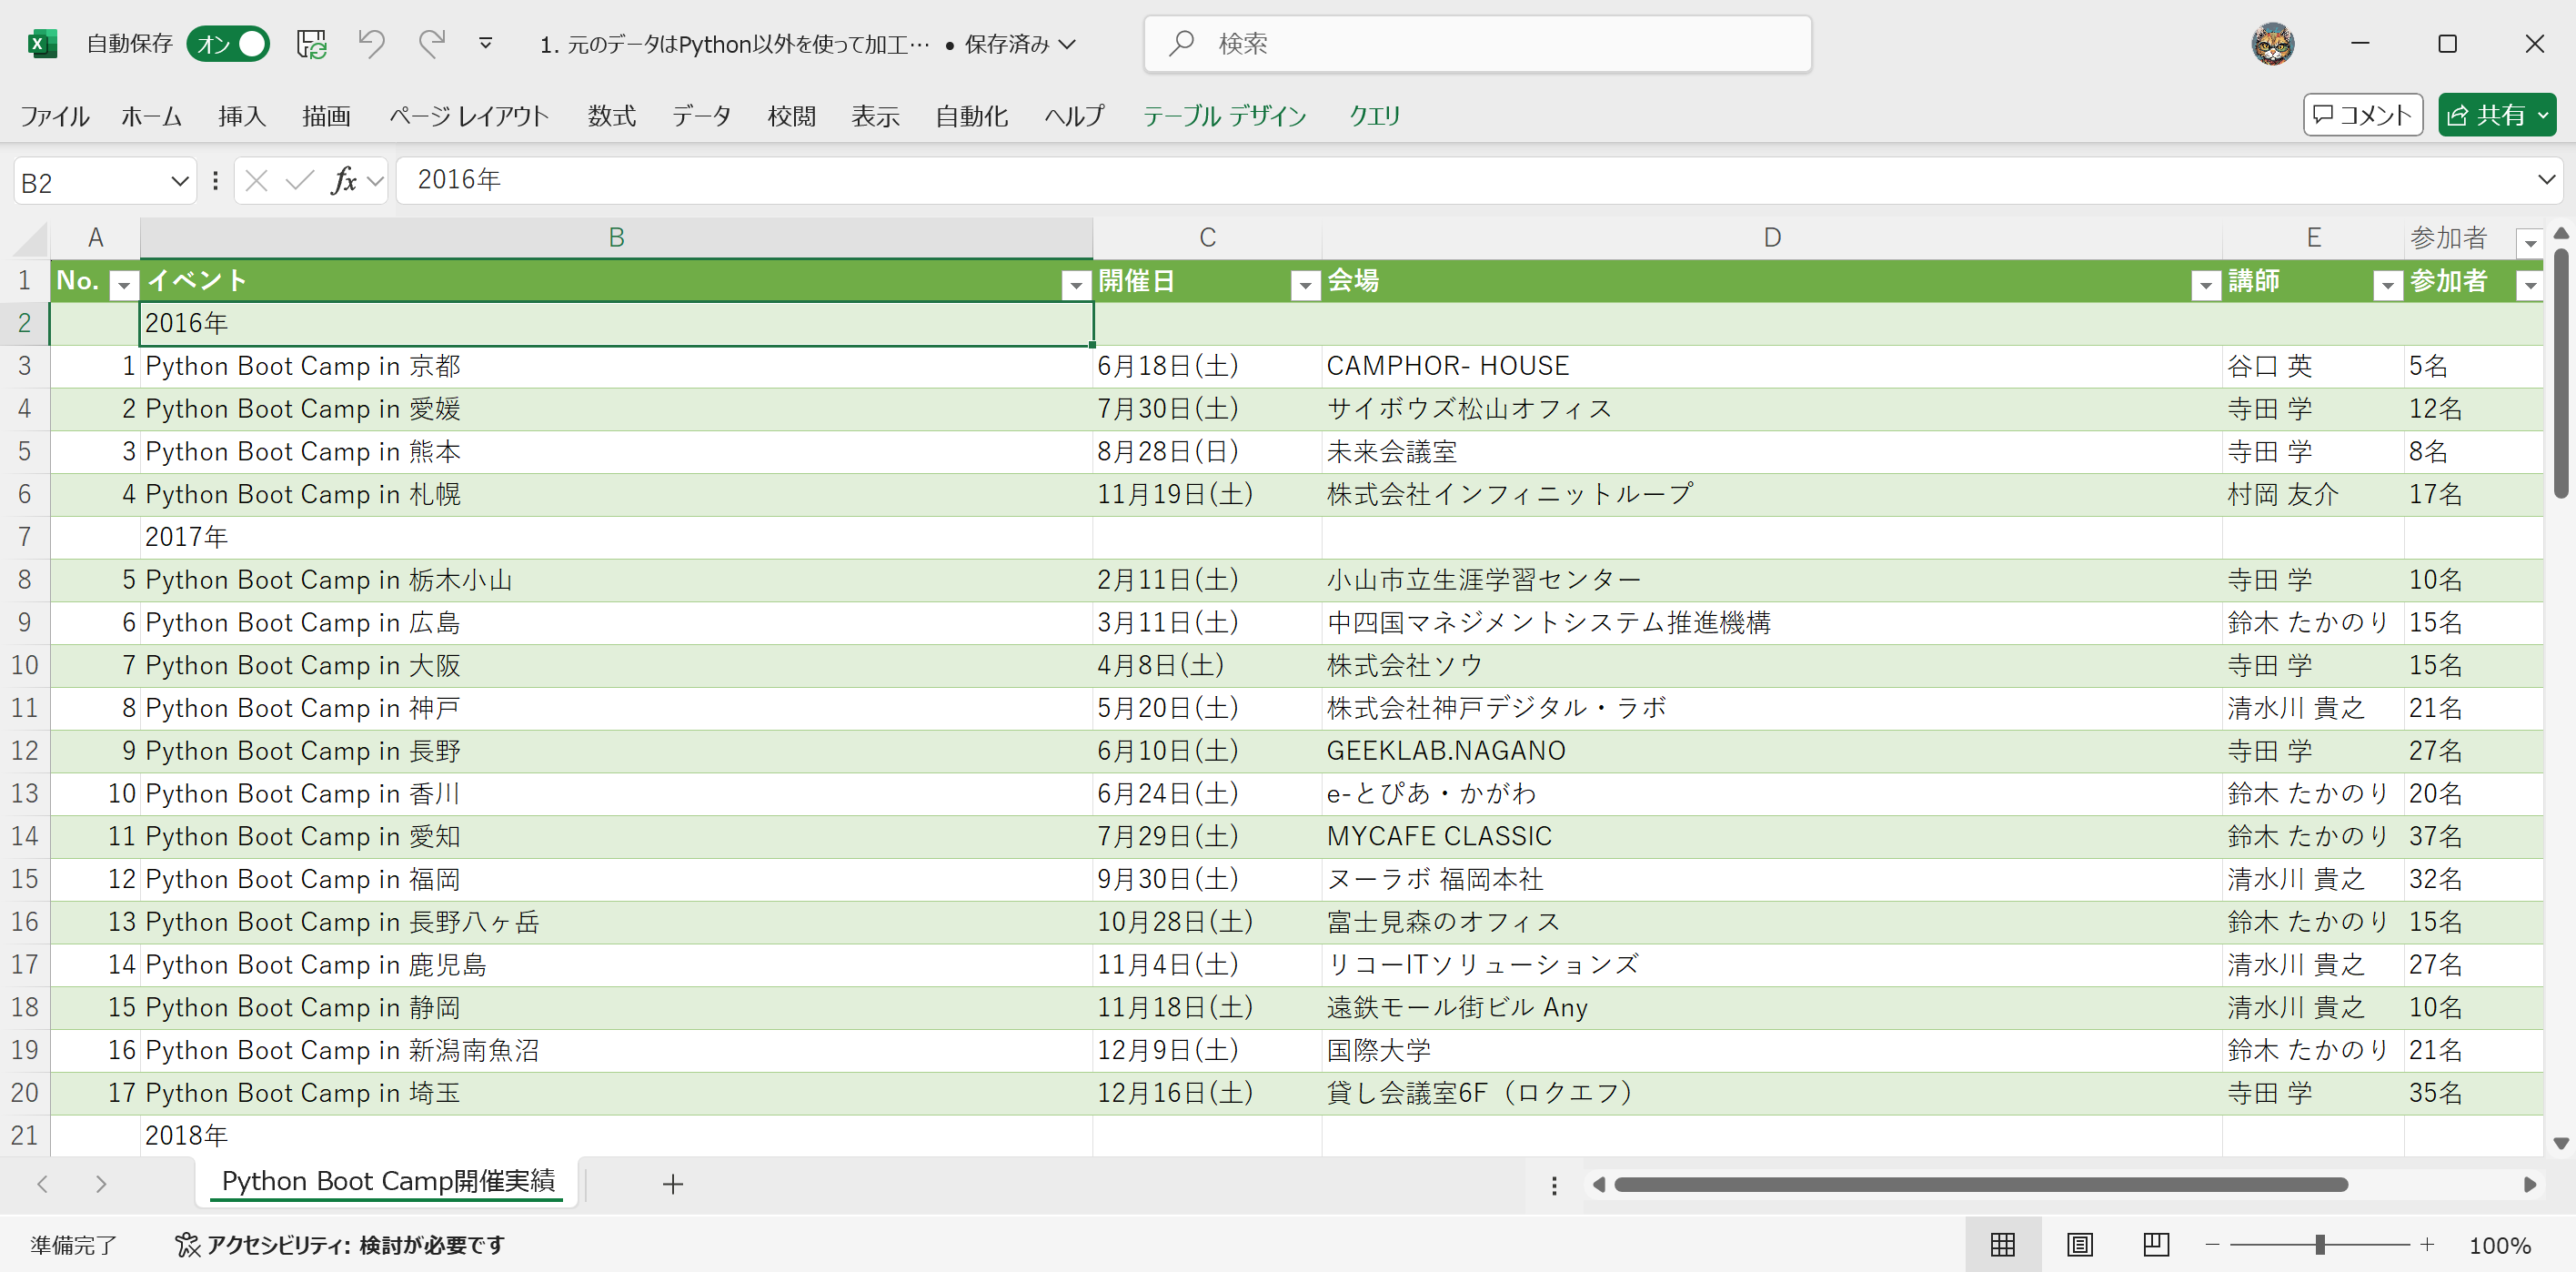 自動保存 オン 1. 元のデータはPython以外を使って加工… • 保存済み 検索
ファイル ホーム 挿入 描画 ページ レイアウト 数式 データ 校閲 表示 自動化 ヘルプ テーブル デザイン クエリ コメント 共有
B2 fx 2016年
A B C D E 参加者
1 No. イベント 開催日 会場 講師 参加者
2 2016年
3 1 Python Boot Camp in 京都 6月18日(土) CAMPHOR- HOUSE 谷口 英 5名
4 2 Python Boot Camp in 愛媛 7月30日(土) サイボウズ松山オフィス 寺田 学 12名
5 3 Python Boot Camp in 熊本 8月28日(日) 未来会議室 寺田 学 8名
6 4 Python Boot Camp in 札幌 11月19日(土) 株式会社インフィニットループ 村岡 友介 17名
7 2017年
8 5 Python Boot Camp in 栃木小山 2月11日(土) 小山市立生涯学習センター 寺田 学 10名
9 6 Python Boot Camp in 広島 3月11日(土) 中四国マネジメントシステム推進機構 鈴木 たかのり 15名
10 7 Python Boot Camp in 大阪 4月8日(土) 株式会社ソウ 寺田 学 15名
11 8 Python Boot Camp in 神戸 5月20日(土) 株式会社神戸デジタル・ラボ 清水川 貴之 21名
12 9 Python Boot Camp in 長野 6月10日(土) GEEKLAB.NAGANO 寺田 学 27名
13 10 Python Boot Camp in 香川 6月24日(土) e-とぴあ・かがわ 鈴木 たかのり 20名
14 11 Python Boot Camp in 愛知 7月29日(土) MYCAFE CLASSIC 鈴木 たかのり 37名
15 12 Python Boot Camp in 福岡 9月30日(土) ヌーラボ 福岡本社 清水川 貴之 32名
16 13 Python Boot Camp in 長野八ヶ岳 10月28日(土) 富士見森のオフィス 鈴木 たかのり 15名
17 14 Python Boot Camp in 鹿児島 11月4日(土) リコーITソリューションズ 清水川 貴之 27名
18 15 Python Boot Camp in 静岡 11月18日(土) 遠鉄モール街ビル Any 清水川 貴之 10名
19 16 Python Boot Camp in 新潟南魚沼 12月9日(土) 国際大学 鈴木 たかのり 21名
20 17 Python Boot Camp in 埼玉 12月16日(土) 貸し会議室6F（ロクエフ） 寺田 学 35名
21 2018年
Python Boot Camp開催実績
準備完了 アクセシビリティ: 検討が必要です 100%